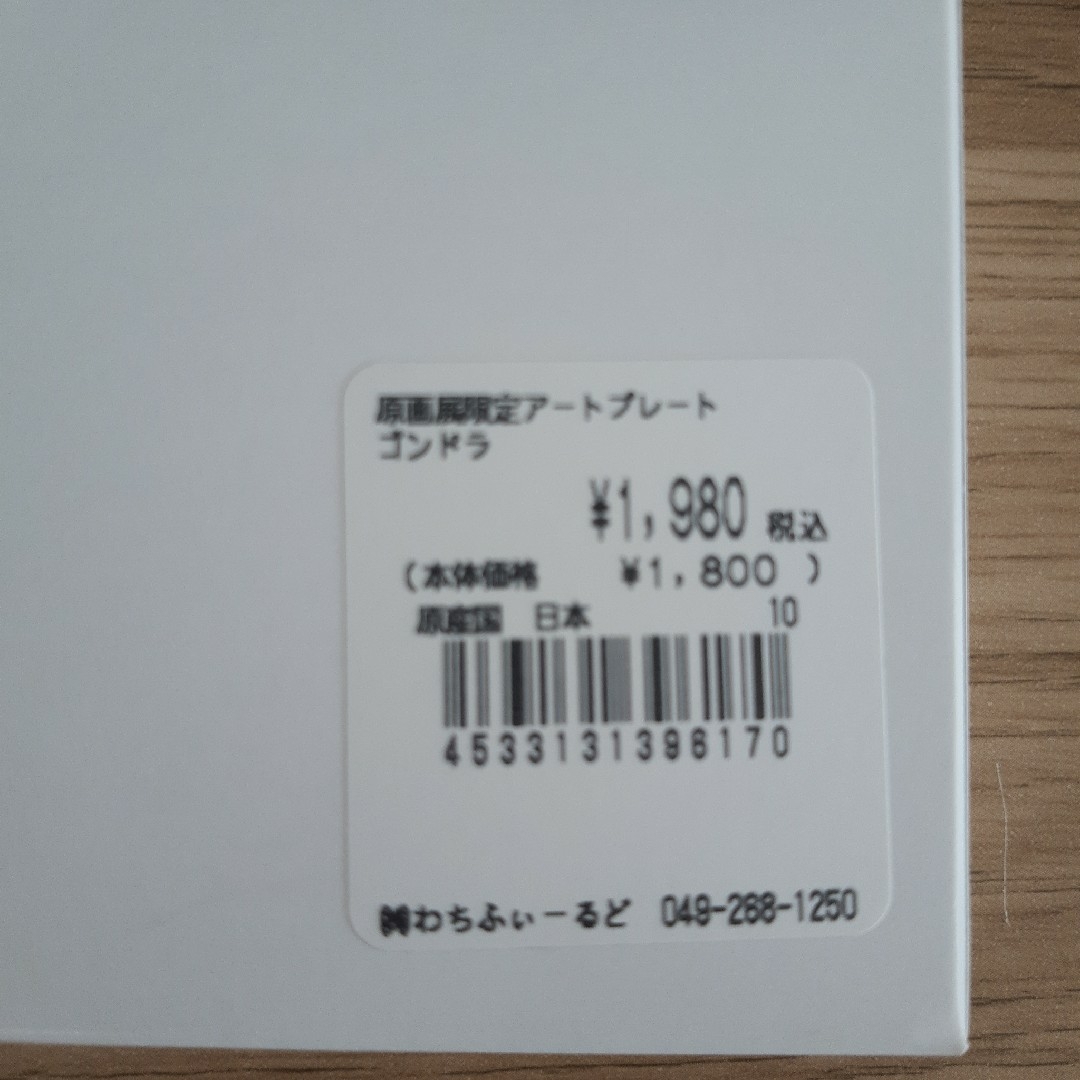 原画展限定アートプレート
ゴンドラ
¥1,980 税込
(本体価格 ¥1,800 )
原産国 日本 10
4533131396170
㈱わちふぃーるど 049-268-1250